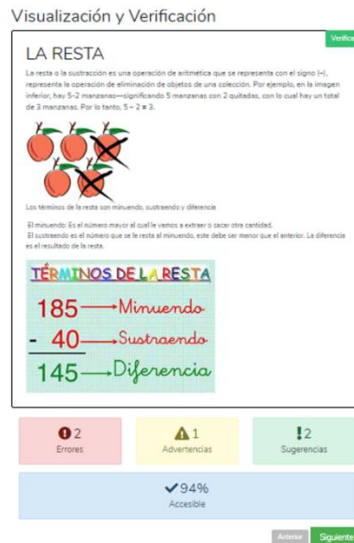 Visualización y Verificación
Verificar
LA RESTA
La resta o la sustracción es una operación de aritmética que se representa con el signo (–),
representa la operación de eliminación de objetos de una colección. Por ejemplo, en la imagen
inferior, hay 5-2 manzanas—significando 5 manzanas con 2 quitadas, con lo cual hay un total
de 3 manzanas. Por lo tanto, 5 – 2 = 3.
Los términos de la resta son minuendo, sustraendo y diferencia
El minuendo: Es el número mayor al cual le vamos a extraer o sacar otra cantidad.
El sustraendo es el número que se le resta al minuendo, este debe ser menor que el anterior. La diferencia
es el resultado de la resta.
TÉRMINOS DE LA RESTA
185 Minuendo
- 40 Sustraendo
145 Diferencia
2
Errores
1
Advertencias
2
Sugerencias
94%
Accesible
Anterior
Siguiente